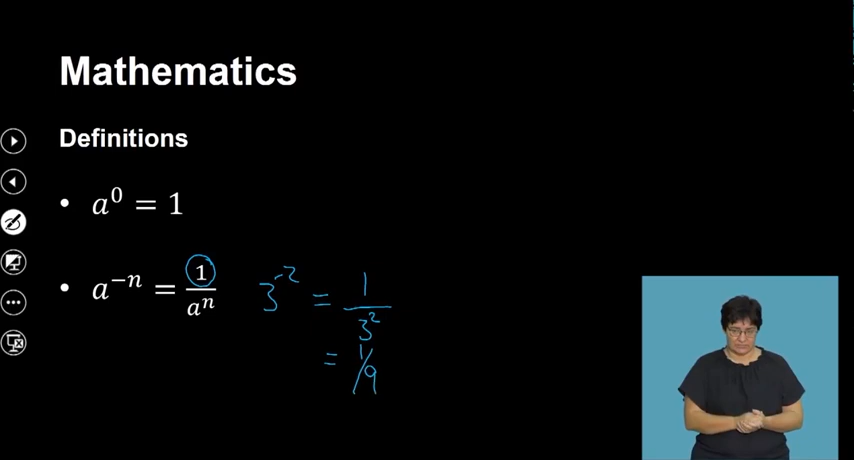 Mathematics
Definitions
• a⁰ = 1
• a⁻ⁿ = 1/aⁿ 3⁻² = 1/3²
= 1/9